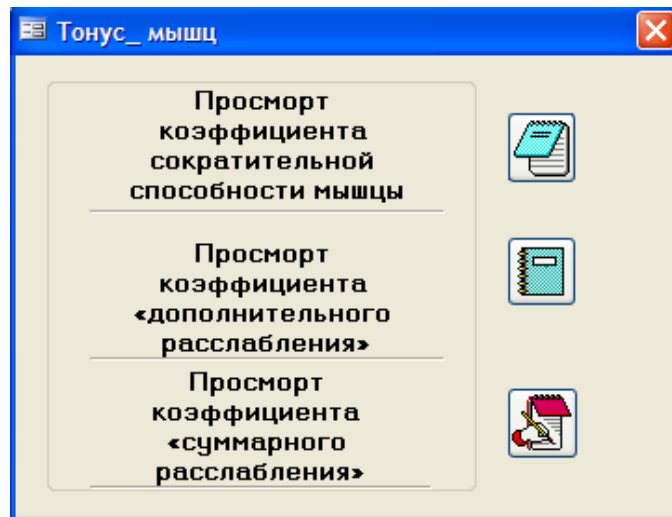 Тонус_ мышц
Просморт
коэффициента
сократительной
способности мышцы
Просморт
коэффициента
«дополнительного
расслабления»
Просморт
коэффициента
«суммарного
расслабления»